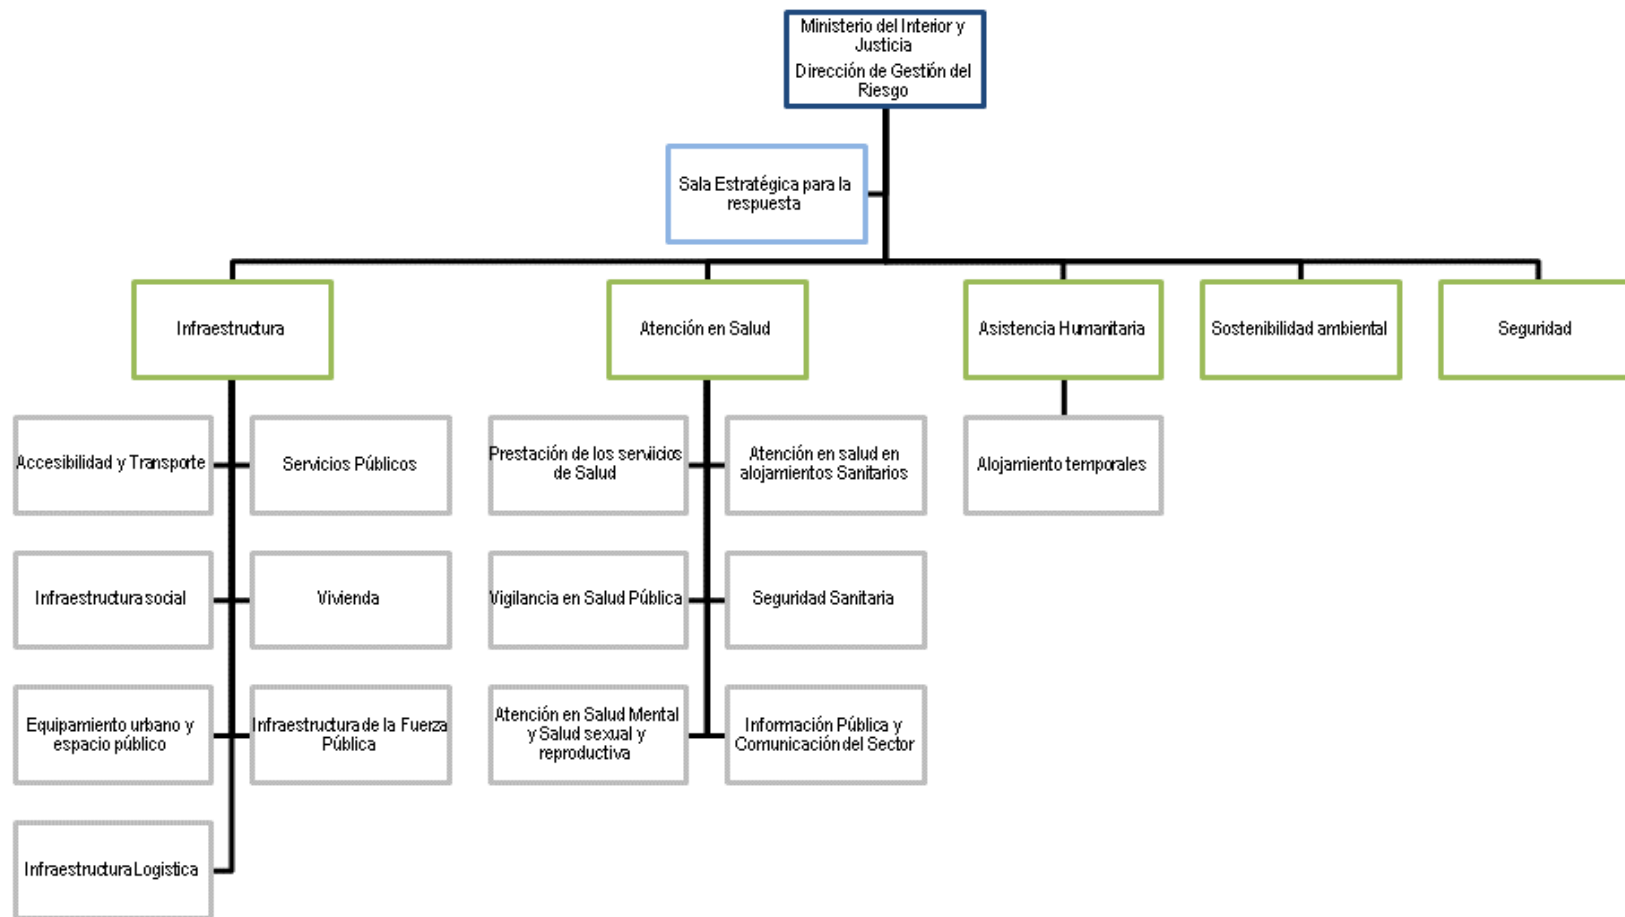 Ministerio del Interior y
Justicia
Dirección de Gestión del
Riesgo
Sala Estratégica para la
respuesta
Infraestructura
Atención en Salud
Asistencia Humanitaria
Sostenibilidad ambiental
Seguridad
Accesibilidad y Transporte
Servicios Públicos
Prestación de los serviicios
de Salud
Atención en salud en
alojamientos Sanitarios
Alojamiento temporales
Infraestructura social
Vivienda
Vigilancia en Salud Pública
Seguridad Sanitaria
Equipamiento urbano y
espacio público
Infraestructura de la Fuerza
Pública
Atención en Salud Mental
y Salud sexual y
reproductiva
Información Pública y
Comunicación del Sector
Infraestructura Logistica